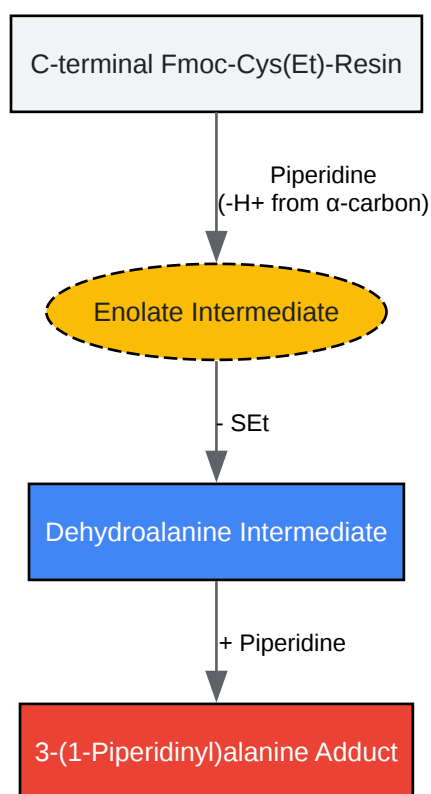 C-terminal Fmoc-Cys(Et)-Resin
Piperidine
(-H+ from α-carbon)
Enolate Intermediate
- SEt
Dehydroalanine Intermediate
+ Piperidine
3-(1-Piperidinyl)alanine Adduct